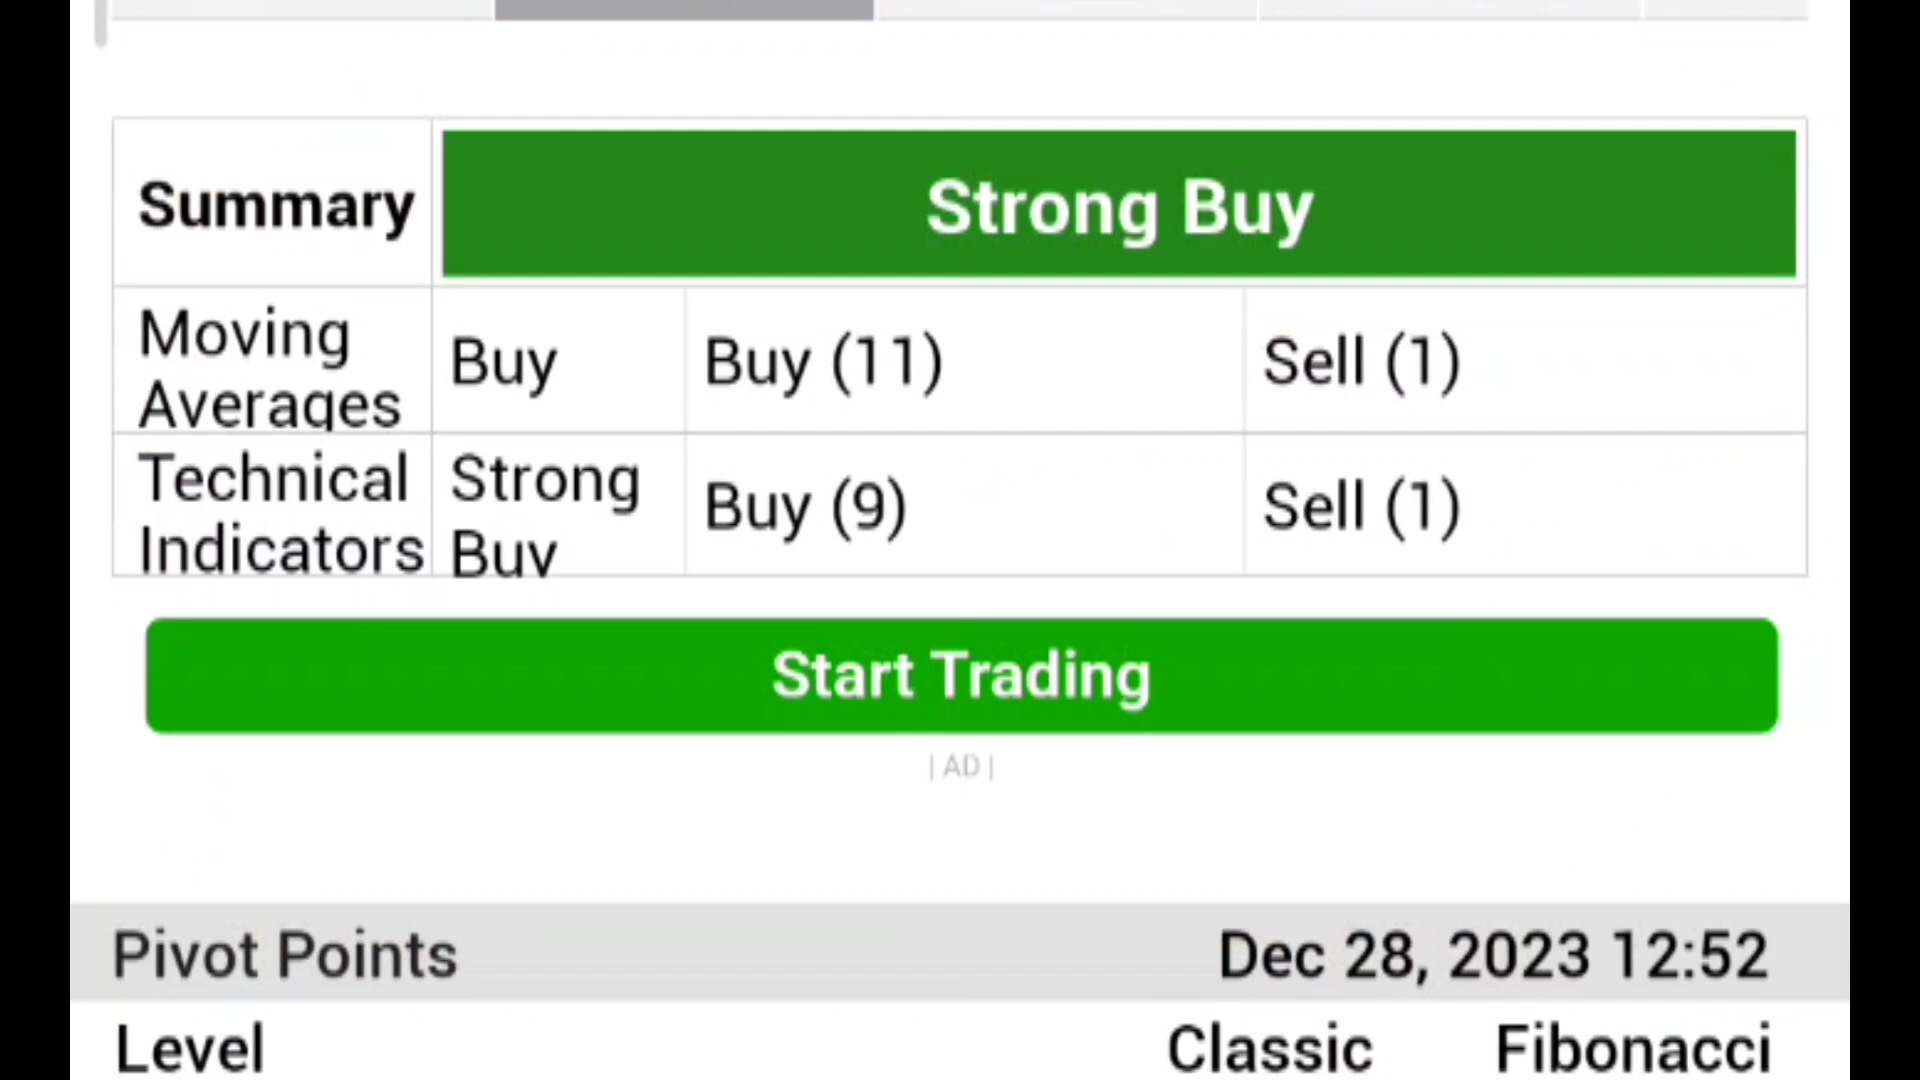 Summary
Strong Buy
Moving
Averages
Buy
Buy (11)
Sell (1)
Technical
Indicators
Strong
Buy
Buy (9)
Sell (1)
Start Trading
| AD |
Pivot Points
Dec 28, 2023 12:52
Level
Classic
Fibonacci